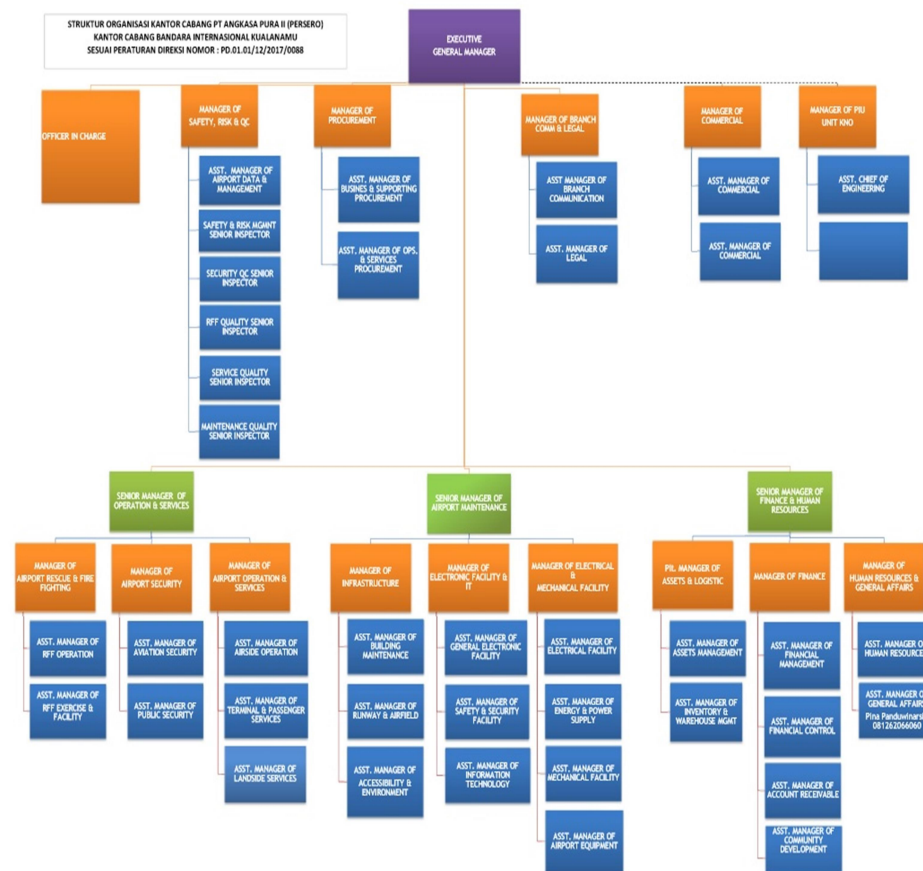 STRUKTUR ORGANISASI KANTOR CABANG PT ANGKASA PURA II (PERSERO)
KANTOR CABANG BANDARA INTERNASIONAL KUALANAMU
SESUAI PERATURAN DIREKSI NOMOR : PD.01.01/12/2017/0088
EXECUTIVE
GENERAL MANAGER
OFFICER IN CHARGE
MANAGER OF
SAFETY, RISK & QC
MANAGER OF
PROCUREMENT
MANAGER OF BRANCH
COMM & LEGAL
MANAGER OF
COMMERCIAL
MANAGER OF PIU
UNIT KNO
ASST. MANAGER OF
AIRPORT DATA &
MANAGEMENT
SAFETY & RISK MGMNT
SENIOR INSPECTOR
SECURITY QC SENIOR
INSPECTOR
RFF QUALITY SENIOR
INSPECTOR
SERVICE QUALITY
SENIOR INSPECTOR
MAINTENANCE QUALITY
SENIOR INSPECTOR
ASST. MANAGER OF
BUSINES & SUPPORTING
PROCUREMENT
ASST. MANAGER OF OPS.
& SERVICES
PROCUREMENT
ASST MANAGER OF
BRANCH
COMMUNICATION
ASST. MANAGER OF
LEGAL
ASST. MANAGER OF
COMMERCIAL
ASST. MANAGER OF
COMMERCIAL
ASST. CHIEF OF
ENGINEERING
SENIOR MANAGER OF
OPERATION & SERVICES
SENIOR MANAGER OF
AIRPORT MAINTENANCE
SENIOR MANAGER OF
FINANCE & HUMAN
RESOURCES
MANAGER OF
AIRPORT RESCUE & FIRE
FIGHTING
MANAGER OF
AIRPORT SECURITY
MANAGER OF
AIRPORT OPERATION &
SERVICES
MANAGER OF
INFRASTRUCTURE
MANAGER OF
ELECTRONIC FACILITY &
IT
MANAGER OF ELECTRICAL
&
MECHANICAL FACILITY
PJt. MANAGER OF
ASSETS & LOGISTIC
MANAGER OF FINANCE
MANAGER OF
HUMAN RESOURCES &
GENERAL AFFAIRS
ASST. MANAGER OF
RFF OPERATION
ASST. MANAGER OF
RFF EXERCISE &
FACILITY
ASST. MANAGER OF
AVIATION SECURITY
ASST. MANAGER OF
PUBLIC SECURITY
ASST. MANAGER OF
AIRSIDE OPERATION
ASST. MANAGER OF
TERMINAL & PASSENGER
SERVICES
ASST. MANAGER OF
LANDSIDE SERVICES
ASST. MANAGER OF
BUILDING
MAINTENANCE
ASST. MANAGER OF
RUNWAY & AIRFIELD
ASST. MANAGER OF
ACCESSIBILITY &
ENVIRONMENT
ASST. MANAGER OF
GENERAL ELECTRONIC
FACILITY
ASST. MANAGER OF
SAFETY & SECURITY
FACILITY
ASST. MANAGER OF
INFORMATION
TECHNOLOGY
ASST. MANAGER OF
ELECTRICAL FACILITY
ASST. MANAGER OF
ENERGY & POWER
SUPPLY
ASST. MANAGER OF
MECHANICAL FACILITY
ASST. MANAGER OF
AIRPORT EQUIPMENT
ASST. MANAGER OF
ASSETS MANAGEMENT
ASST. MANAGER OF
INVENTORY &
WAREHOUSE MGMT
ASST. MANAGER OF
FINANCIAL
MANAGEMENT
ASST. MANAGER OF
FINANCIAL CONTROL
ASST. MANAGER OF
ACCOUNT RECEIVABLE
ASST. MANAGER OF
COMMUNITY
DEVELOPMENT
ASST. MANAGER OF
HUMAN RESOURCE
ASST. MANAGER OF
GENERAL AFFAIRS
Pina Panduwinarsi
081262066060